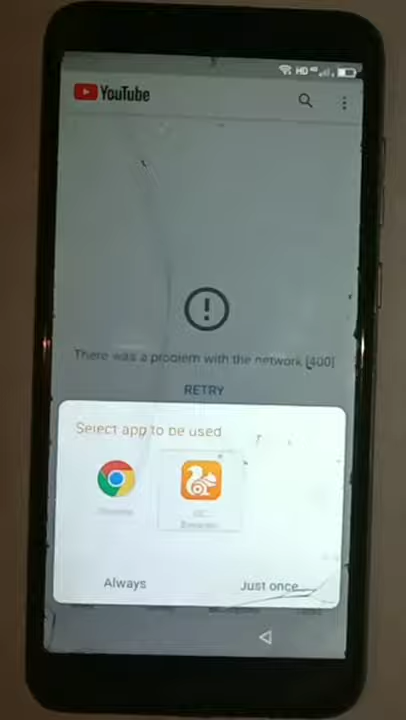 HD 4G
YouTube
There was a problem with the network [400]
RETRY
Select app to be used
Chrome
UC
Browser
Always
Just once